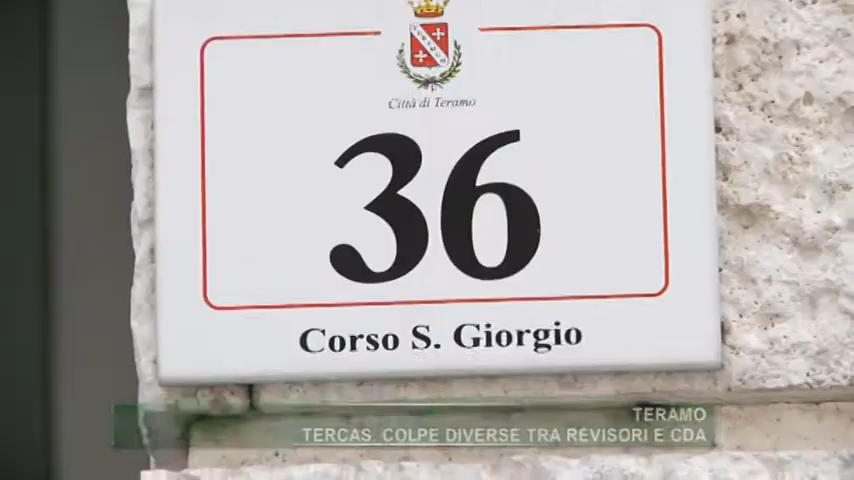 Città di Teramo
36
Corso S. Giorgio
TERAMO
TERCAS, COLPE DIVERSE TRA REVISORI E CDA